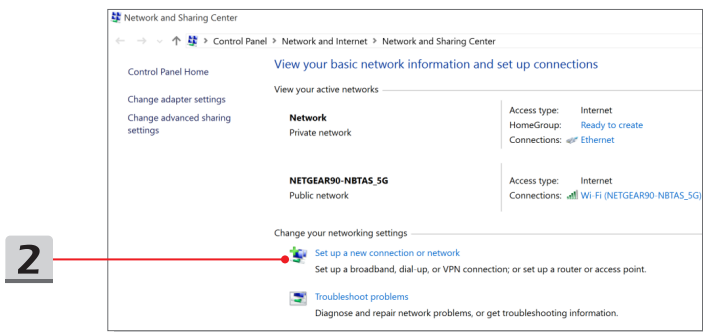 Network and Sharing Center
Control Panel > Network and Internet > Network and Sharing Center
Control Panel Home
Change adapter settings
Change advanced sharing
settings
View your basic network information and set up connections
View your active networks
Network
Private network
Access type: Internet
HomeGroup: Ready to create
Connections: Ethernet
NETGEAR90-NBTAS_5G
Public network
Access type: Internet
Connections: Wi-Fi (NETGEAR90-NBTAS_5G)
Change your networking settings
2
Set up a new connection or network
Set up a broadband, dial-up, or VPN connection; or set up a router or access point.
Troubleshoot problems
Diagnose and repair network problems, or get troubleshooting information.